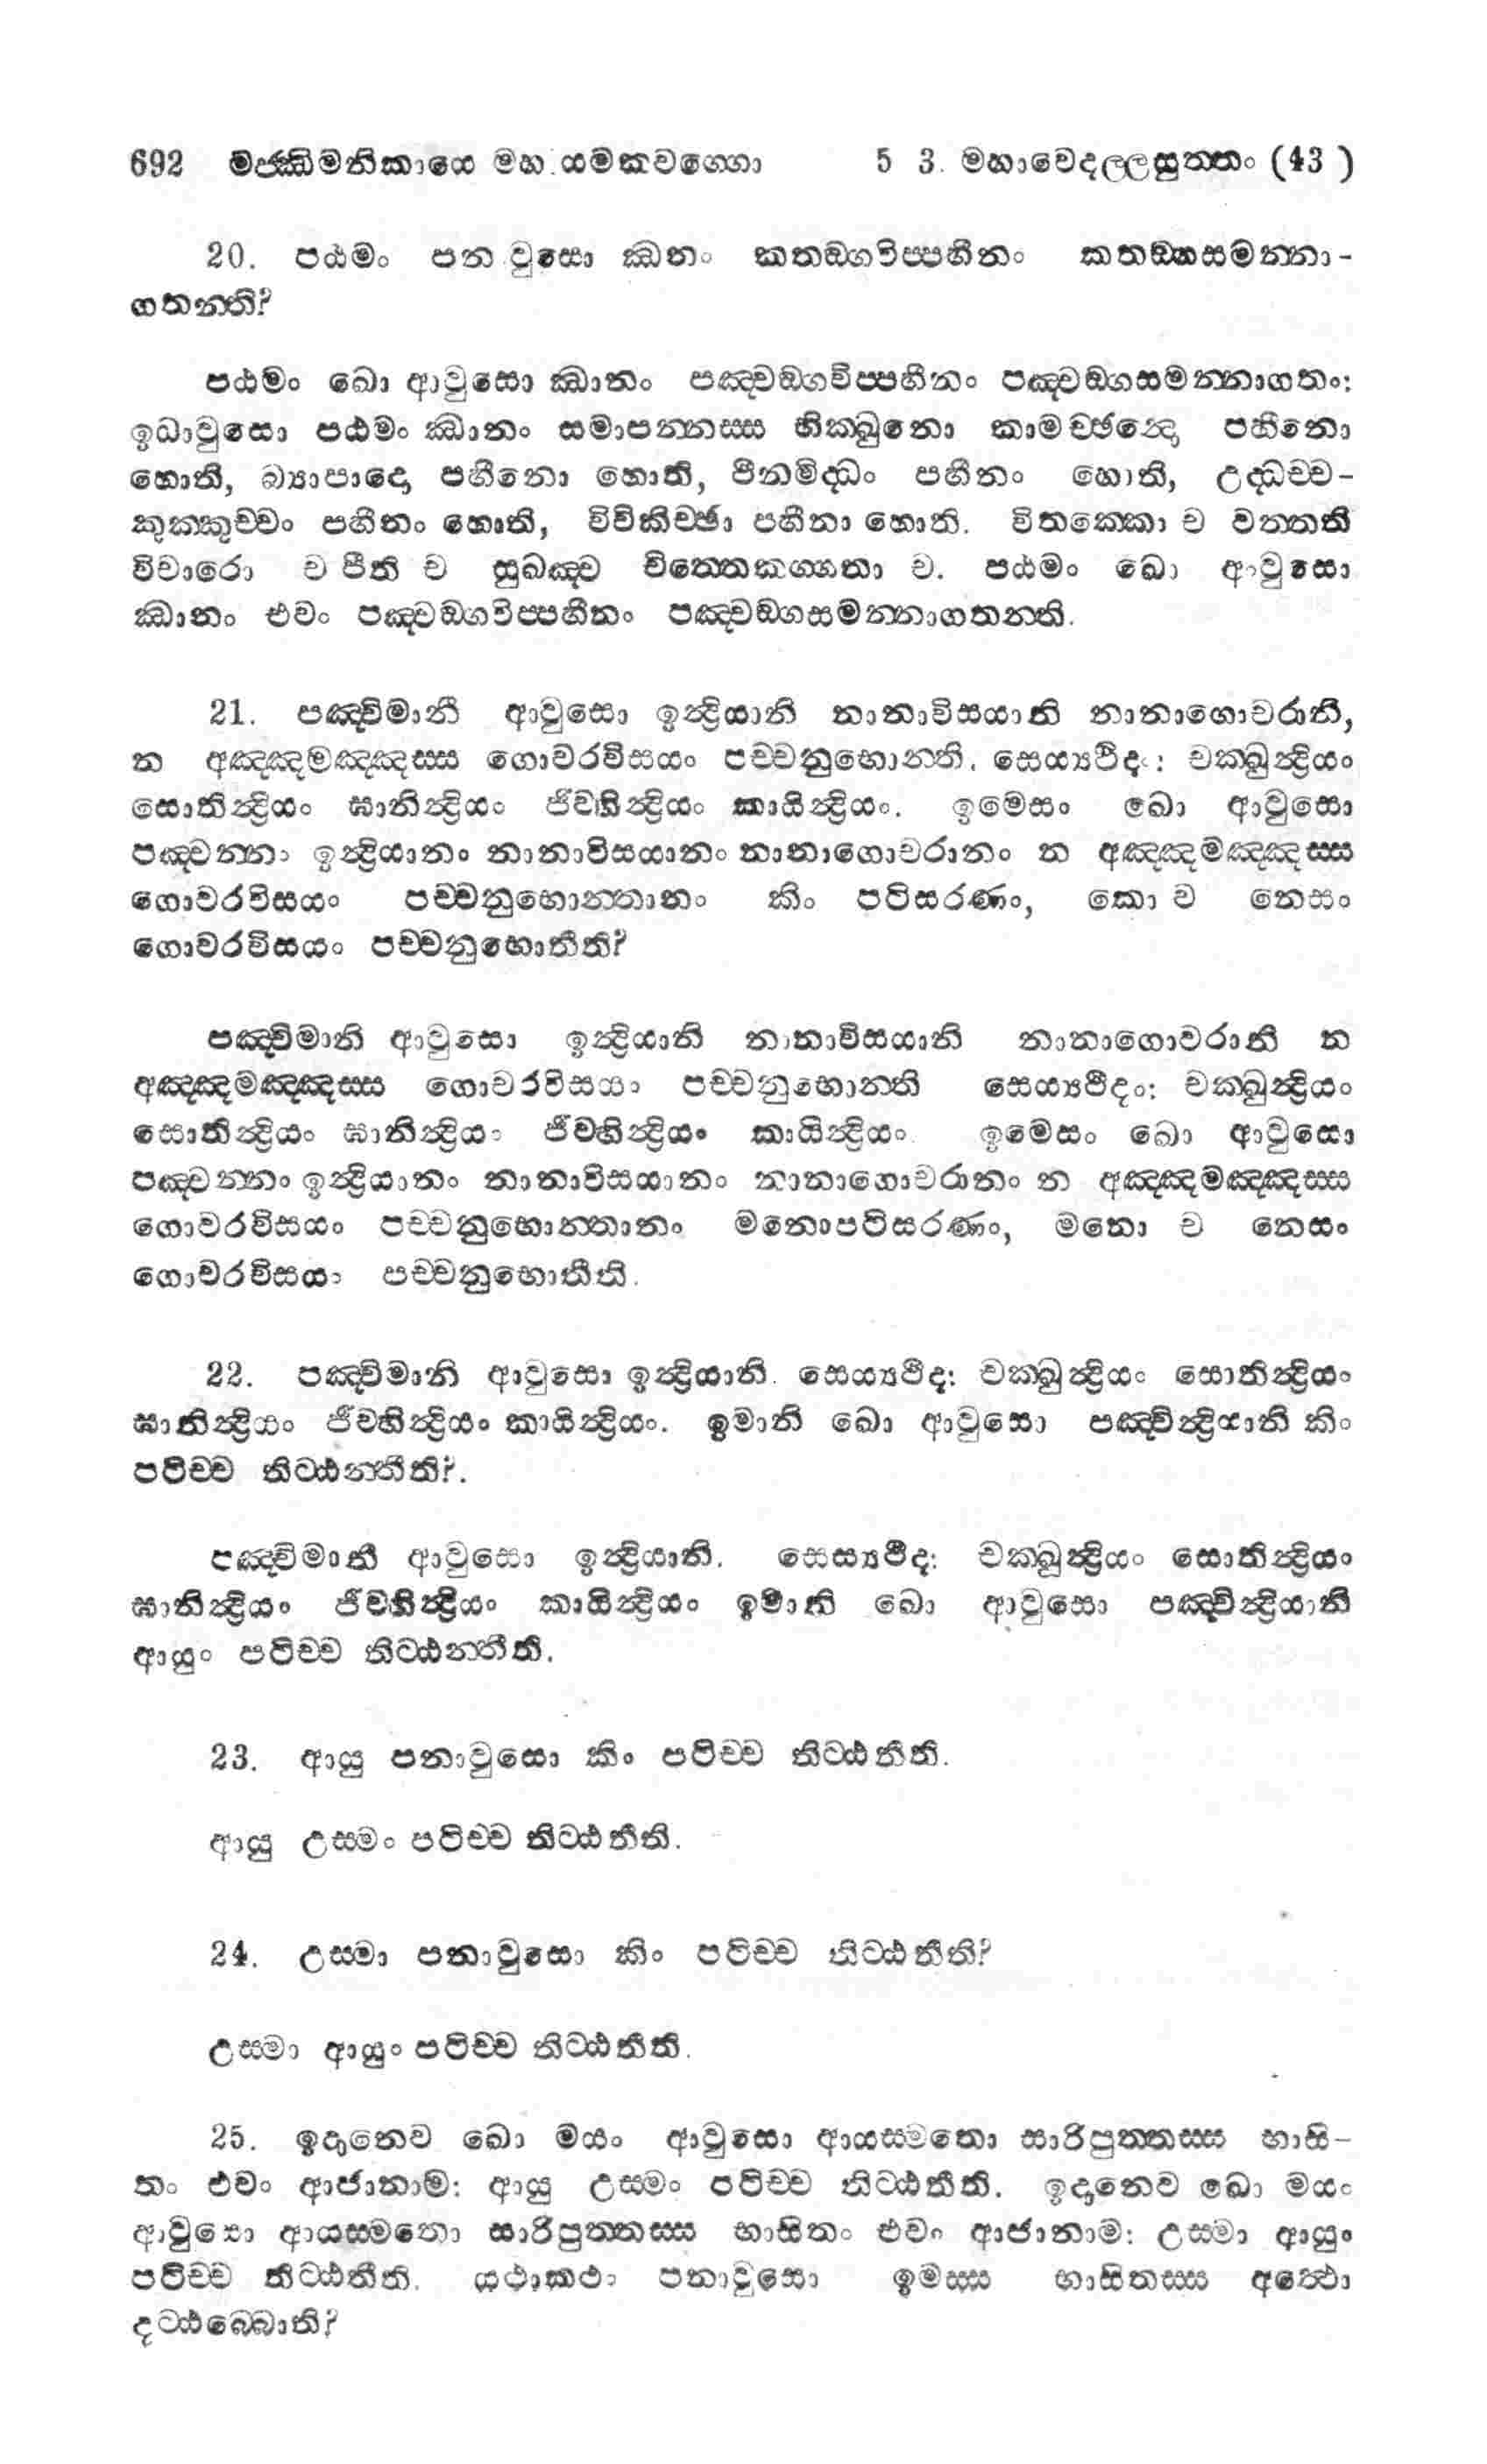 692 මජ්ඣිමනිකායෙ මහායමකවග්ගො 5 3. මහාවෙදල්ලසුත්තං (43 )
20. පඨමං පනාවුසො ඣානං කතඞ්ගවිප්පහීනං කතඞ්ගසමන්නා-
ගතන්ති?
පඨමං ඛො ආවුසො ඣානං පඤ්චඞ්ගවිප්පහීනං පඤ්චඞ්ගසමන්නාගතං:
ඉධාවුසො පඨමං ඣානං සමාපන්නස්ස භික්ඛුනො කාමච්ඡන්දො පහීනො
හොති, බ්‍යාපාදො පහීනො හොති, ථීනමිද්ධං පහීනං හොති, උද්ධච්ච-
කුක්කුච්චං පහීනං හොති, විචිකිච්ඡා පහීනා හොති. විතක්කො ච වත්තති
විචාරො ච පීති ච සුඛඤ්ච චිත්තෙකග්ගතා ච. පඨමං ඛො ආවුසො
ඣානං එවං පඤ්චඞ්ගවිප්පහීනං පඤ්චඞ්ගසමන්නාගතන්ති.
21. පඤ්චිමානි ආවුසො ඉන්ද්‍රියානි නානාවිසයානි නානාගොචරානි,
න අඤ්ඤමඤ්ඤස්ස ගොචරවිසයං පච්චනුභොන්ති. සෙය්‍යථිදං: චක්ඛුන්ද්‍රියං
සොතින්ද්‍රියං ඝානින්ද්‍රියං ජිව්හින්ද්‍රියං කායින්ද්‍රියං. ඉමෙසං ඛො ආවුසො
පඤ්චන්නං ඉන්ද්‍රියානං නානාවිසයානං නානාගොචරානං න අඤ්ඤමඤ්ඤස්ස
ගොචරවිසයං පච්චනුභොන්තානං කිං පටිසරණං, කො ච නෙසං
ගොචරවිසයං පච්චනුභොතීති?
පඤ්චිමානි ආවුසො ඉන්ද්‍රියානි නානාවිසයානි නානාගොචරානි න
අඤ්ඤමඤ්ඤස්ස ගොචරවිසයං පච්චනුභොන්ති සෙය්‍යථිදං: චක්ඛුන්ද්‍රියං
සොතින්ද්‍රියං ඝානින්ද්‍රියං ජිව්හින්ද්‍රියං කායින්ද්‍රියං. ඉමෙසං ඛො ආවුසො
පඤ්චන්නං ඉන්ද්‍රියානං නානාවිසයානං නානාගොචරානං න අඤ්ඤමඤ්ඤස්ස
ගොචරවිසයං පච්චනුභොන්තානං මනොපටිසරණං, මනො ච නෙසං
ගොචරවිසයං පච්චනුභොතීති.
22. පඤ්චිමානි ආවුසො ඉන්ද්‍රියානි. සෙය්‍යථිදං: චක්ඛුන්ද්‍රියං සොතින්ද්‍රියං
ඝානින්ද්‍රියං ජිව්හින්ද්‍රියං කායින්ද්‍රියං. ඉමානි ඛො ආවුසො පඤ්චින්ද්‍රියානි කිං
පටිච්ච තිට්ඨන්තීති?.
පඤ්චිමානි ආවුසො ඉන්ද්‍රියානි. සෙස්‍යථිදං: චක්ඛුන්ද්‍රියං සොතින්ද්‍රියං
ඝානින්ද්‍රියං ජිව්හින්ද්‍රියං කායින්ද්‍රියං ඉමානි ඛො ආවුසො පඤ්චින්ද්‍රියානි
ආයුං පටිච්ච තිට්ඨන්තීති.
23. ආයු පනාවුසො කිං පටිච්ච තිට්ඨතීති.
ආයු උස්මං පටිච්ච තිට්ඨතීති.
24. උස්මා පනාවුසො කිං පටිච්ච තිට්ඨතීති?
උස්මා ආයුං පටිච්ච තිට්ඨතීති.
25. ඉදානෙව ඛො මයං ආවුසො ආයස්මතො සාරිපුත්තස්ස භාසි-
තං එවං ආජානාම: ආයු උස්මං පටිච්ච තිට්ඨතීති. ඉදානෙව ඛො මයං
ආවුසො ආයස්මතො සාරිපුත්තස්ස භාසිතං එවං ආජානාම: උස්මා ආයුං
පටිච්ච තිට්ඨතීති. යථාකථං පනාවුසො ඉමස්ස භාසිතස්ස අත්ථො
දට්ඨබ්බොති?